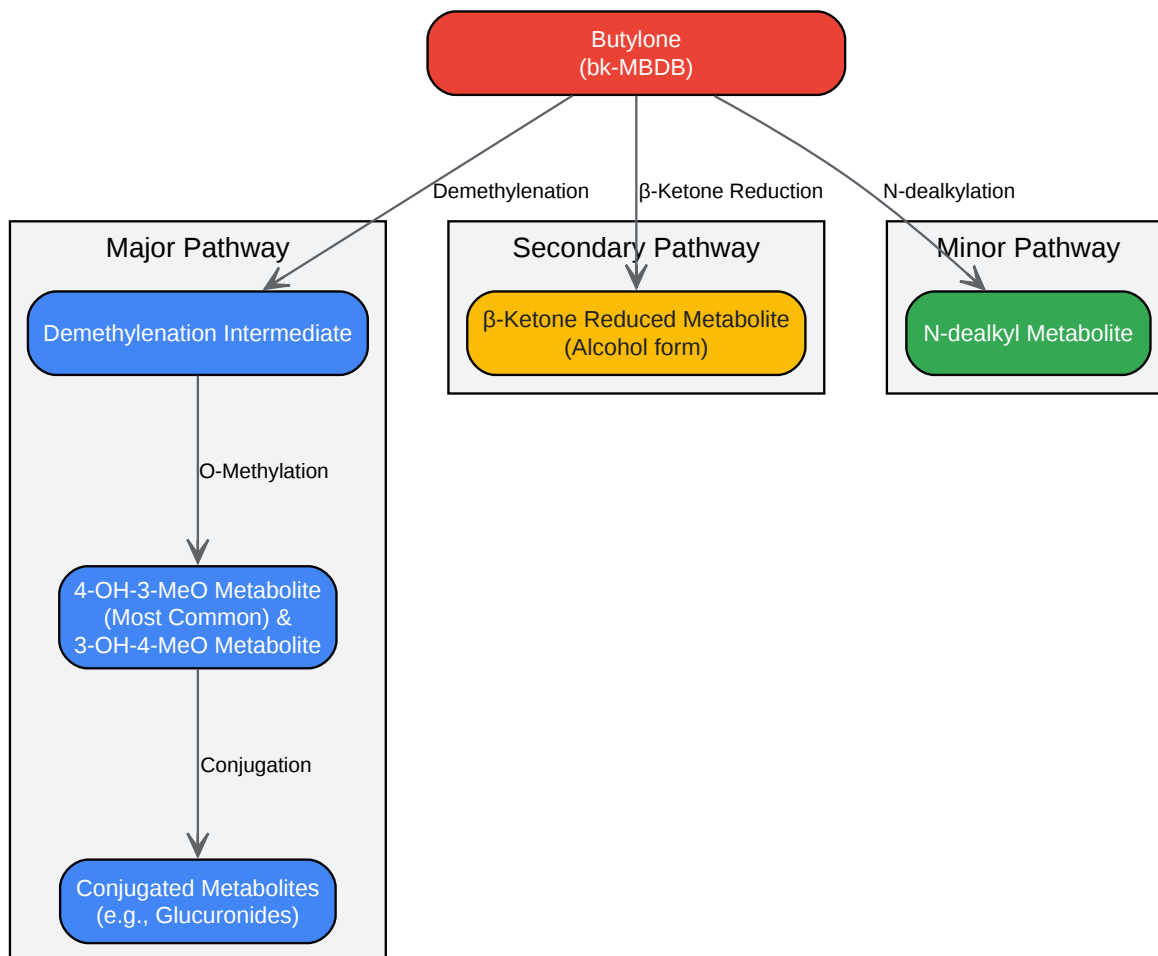 Butylone
(bk-MBDB)
Demethylenation
β-Ketone Reduction
N-dealkylation
Major Pathway
Secondary Pathway
Minor Pathway
Demethylenation Intermediate
β-Ketone Reduced Metabolite
(Alcohol form)
N-dealkyl Metabolite
O-Methylation
4-OH-3-MeO Metabolite
(Most Common) &
3-OH-4-MeO Metabolite
Conjugation
Conjugated Metabolites
(e.g., Glucuronides)